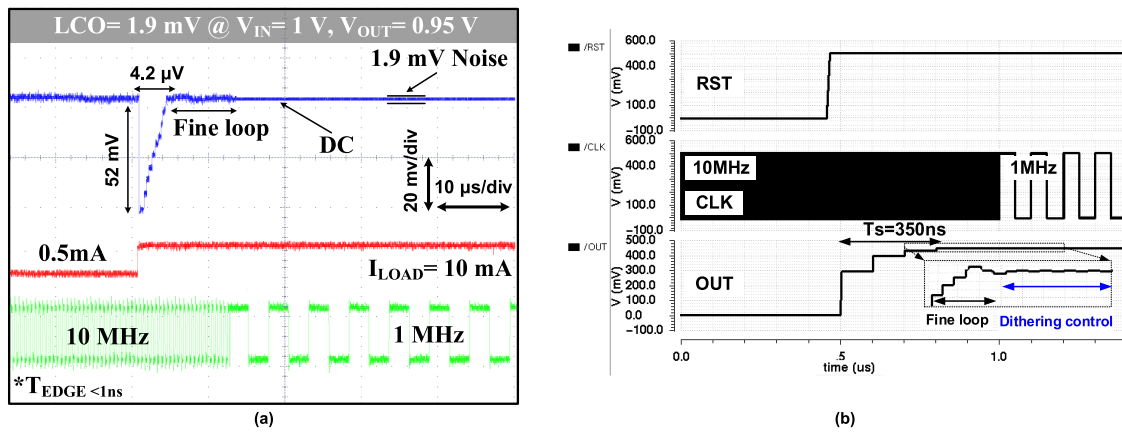 LCO= 1.9 mV @ VIN= 1 V, VOUT= 0.95 V
4.2 µV
1.9 mV Noise
Fine loop
DC
52 mV
20 mv/div
10 µs/div
0.5mA
ILOAD= 10 mA
10 MHz
1 MHz
*TEDGE <1ns
(a)
/RST
600.0
V (mV)
100.0
−100.0
RST
/CLK
600.0
V (mV)
100.0
−100.0
10MHz
CLK
1MHz
/OUT
500.0
400.0
300.0
200.0
100.0
0.0
−100.0
V (mV)
Ts=350ns
OUT
Fine loop
Dithering control
0.0
.5
1.0
time (us)
(b)